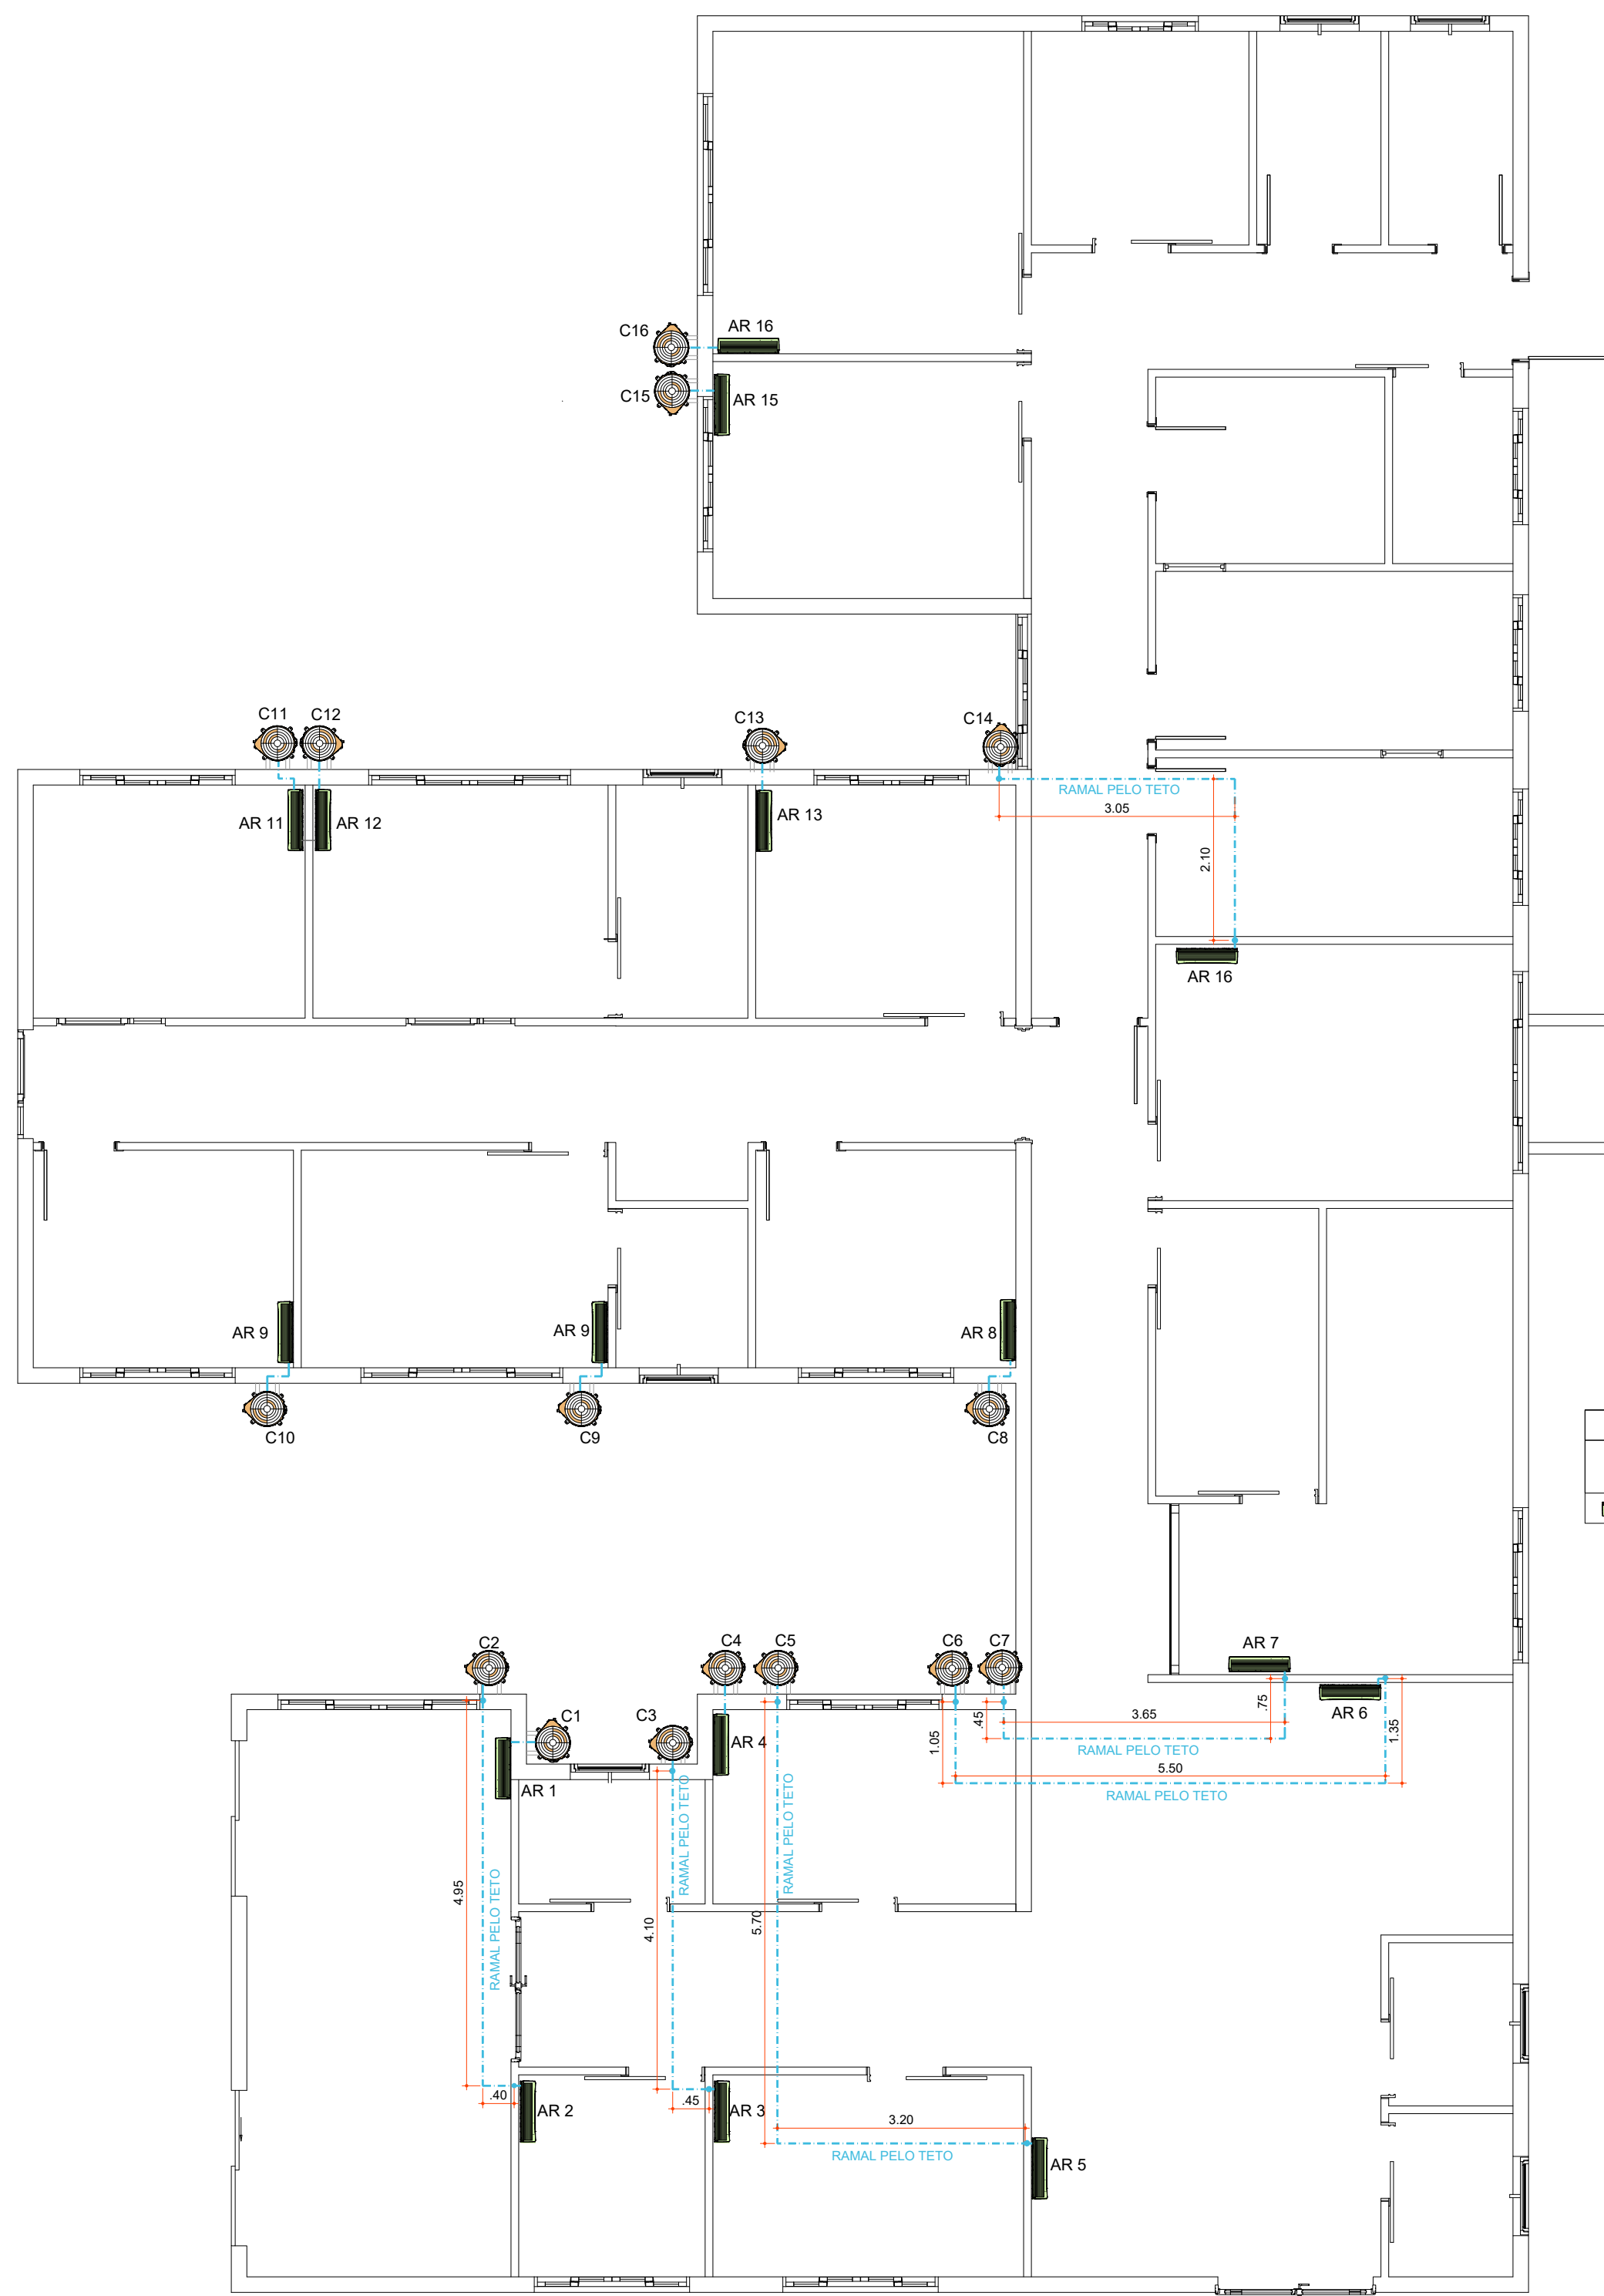 C16
AR 16
C15
AR 15
C11
C12
C13
C14
RAMAL PELO TETO
3.05
AR 11
AR 12
AR 13
2.10
AR 16
AR 9
AR 9
AR 8
C10
C9
C8
C2
C4
C5
C6
C7
AR 7
C1
C3
AR 4
1.05
.45
3.65
.75
AR 6
1.35
RAMAL PELO TETO
5.50
RAMAL PELO TETO
AR 1
RAMAL PELO TETO
RAMAL PELO TETO
4.95
RAMAL PELO TETO
4.10
5.70
.40
AR 2
.45
AR 3
3.20
RAMAL PELO TETO
AR 5